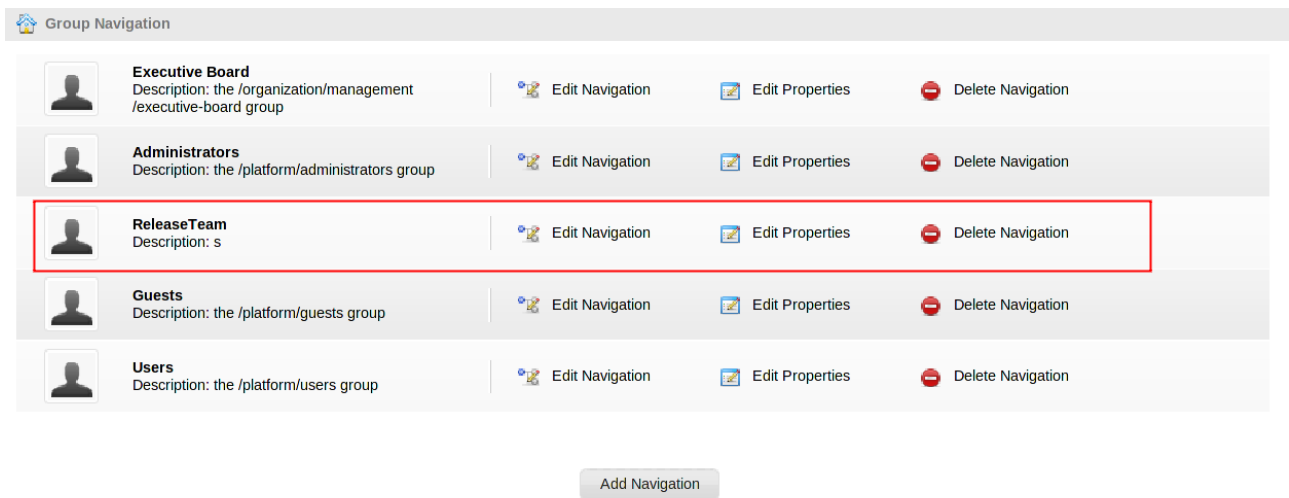 Group Navigation
Executive Board
Description: the /organization/management
/executive-board group
Edit Navigation
Edit Properties
Delete Navigation
Administrators
Description: the /platform/administrators group
Edit Navigation
Edit Properties
Delete Navigation
ReleaseTeam
Description: s
Edit Navigation
Edit Properties
Delete Navigation
Guests
Description: the /platform/guests group
Edit Navigation
Edit Properties
Delete Navigation
Users
Description: the /platform/users group
Edit Navigation
Edit Properties
Delete Navigation
Add Navigation